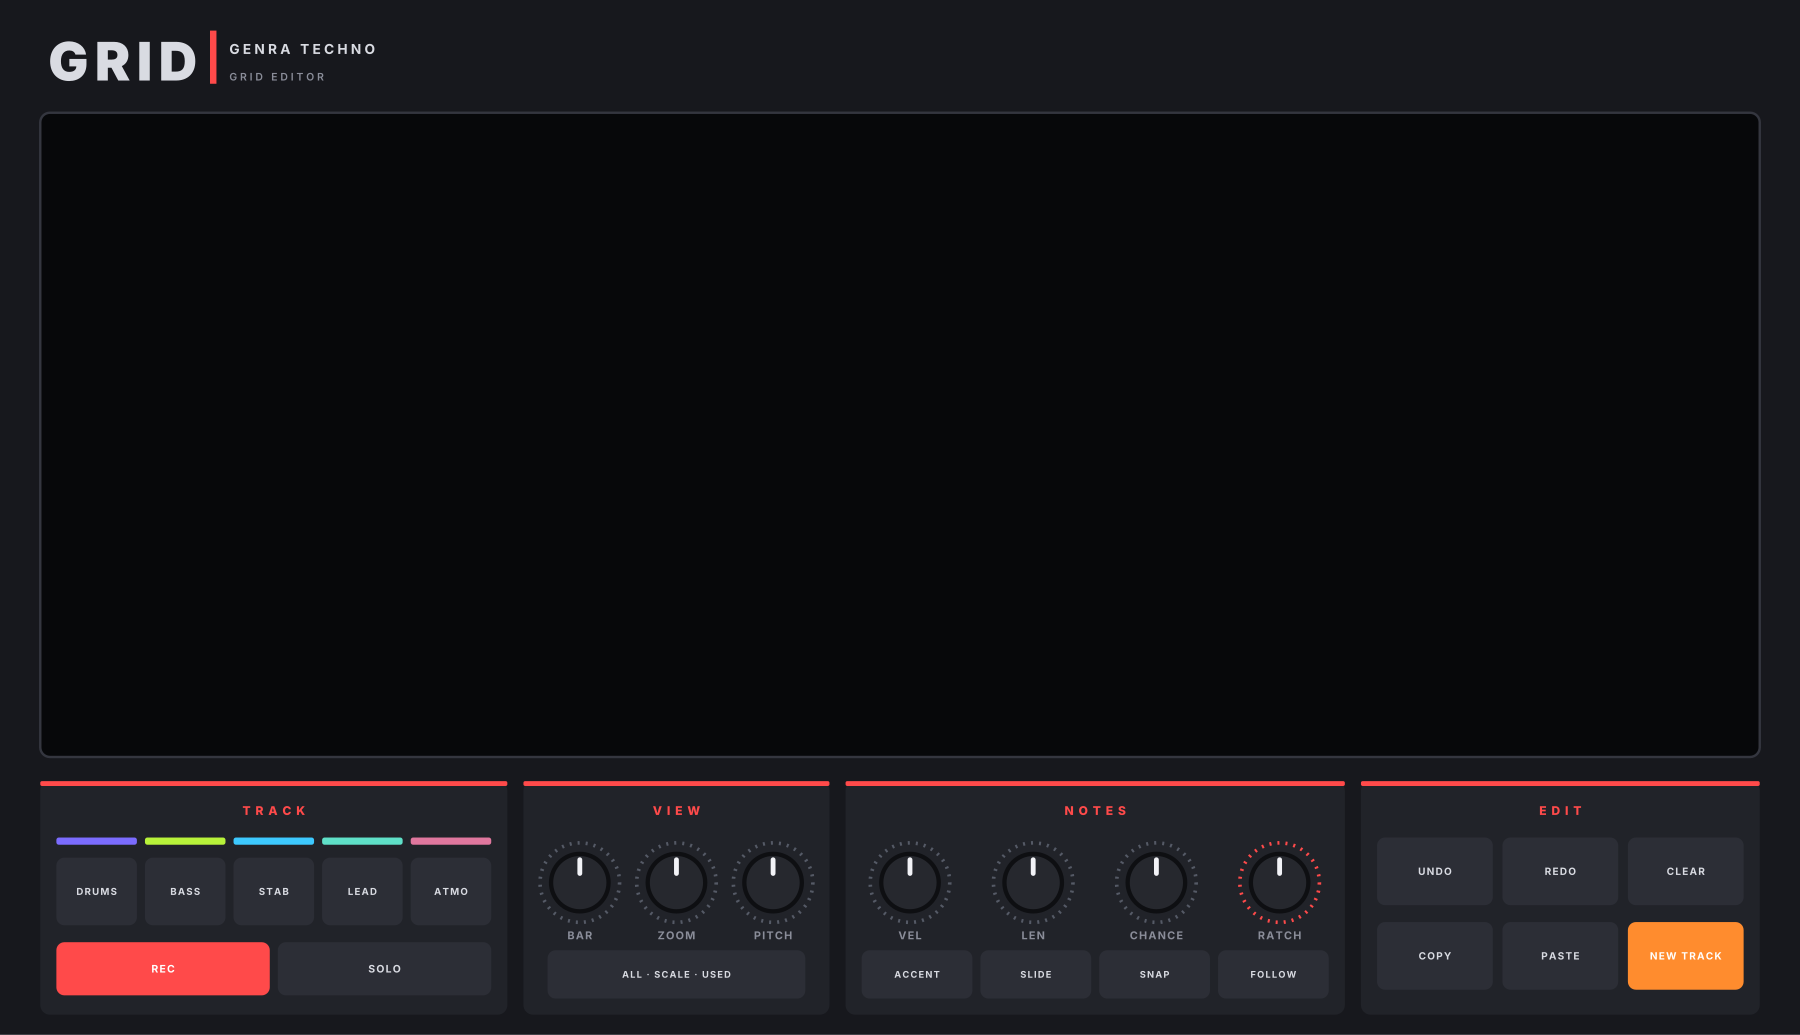 GRID
GENRA TECHNO
GRID EDITOR
TRACK
DRUMS
BASS
STAB
LEAD
ATMO
REC
SOLO
VIEW
BAR
ZOOM
PITCH
ALL · SCALE · USED
NOTES
VEL
LEN
CHANCE
RATCH
ACCENT
SLIDE
SNAP
FOLLOW
EDIT
UNDO
REDO
CLEAR
COPY
PASTE
NEW TRACK